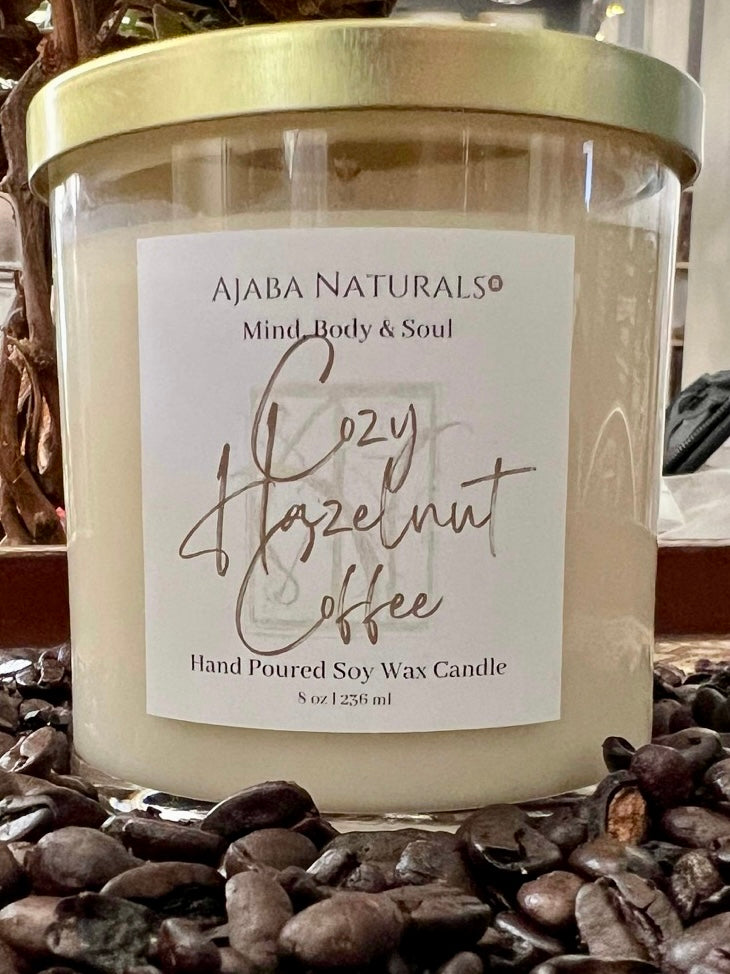 AJABA NATURALS®
Mind, Body & Soul
Cozy
Hazelnut
Coffee
Hand Poured Soy Wax Candle
8 oz | 236 ml